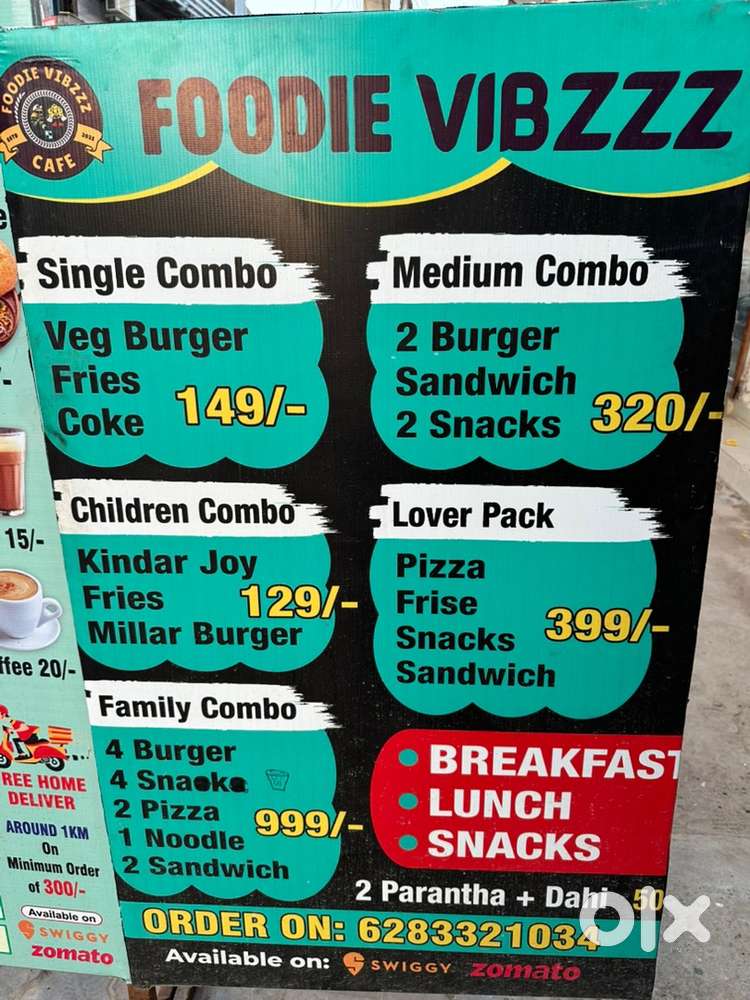 FOODIE VIBZZZ
CAFE
FOODIE VIBZZZ
Single Combo
Veg Burger
Fries
Coke
149/-
Medium Combo
2 Burger
Sandwich
2 Snacks
320/-
Children Combo
Kindar Joy
Fries
Millar Burger
129/-
Lover Pack
Pizza
Frise
Snacks
Sandwich
399/-
Family Combo
4 Burger
4 Snacks
2 Pizza
1 Noodle
2 Sandwich
999/-
BREAKFAST
LUNCH
SNACKS
2 Parantha + Dahi 50
ORDER ON: 6283321034
Available on: SWIGGY zomato
15/-
ffee 20/-
REE HOME
DELIVER
AROUND 1KM
On
Minimum Order
of 300/-
Available on
SWIGGY
zomato
olx